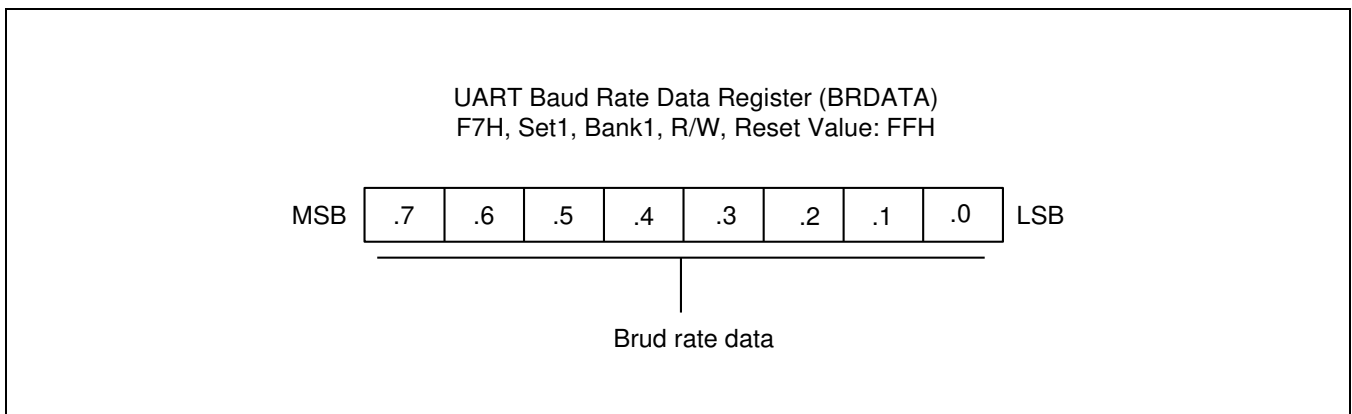 UART Baud Rate Data Register (BRDATA)
F7H, Set1, Bank1, R/W, Reset Value: FFH
MSB .7 .6 .5 .4 .3 .2 .1 .0 LSB
Brud rate data